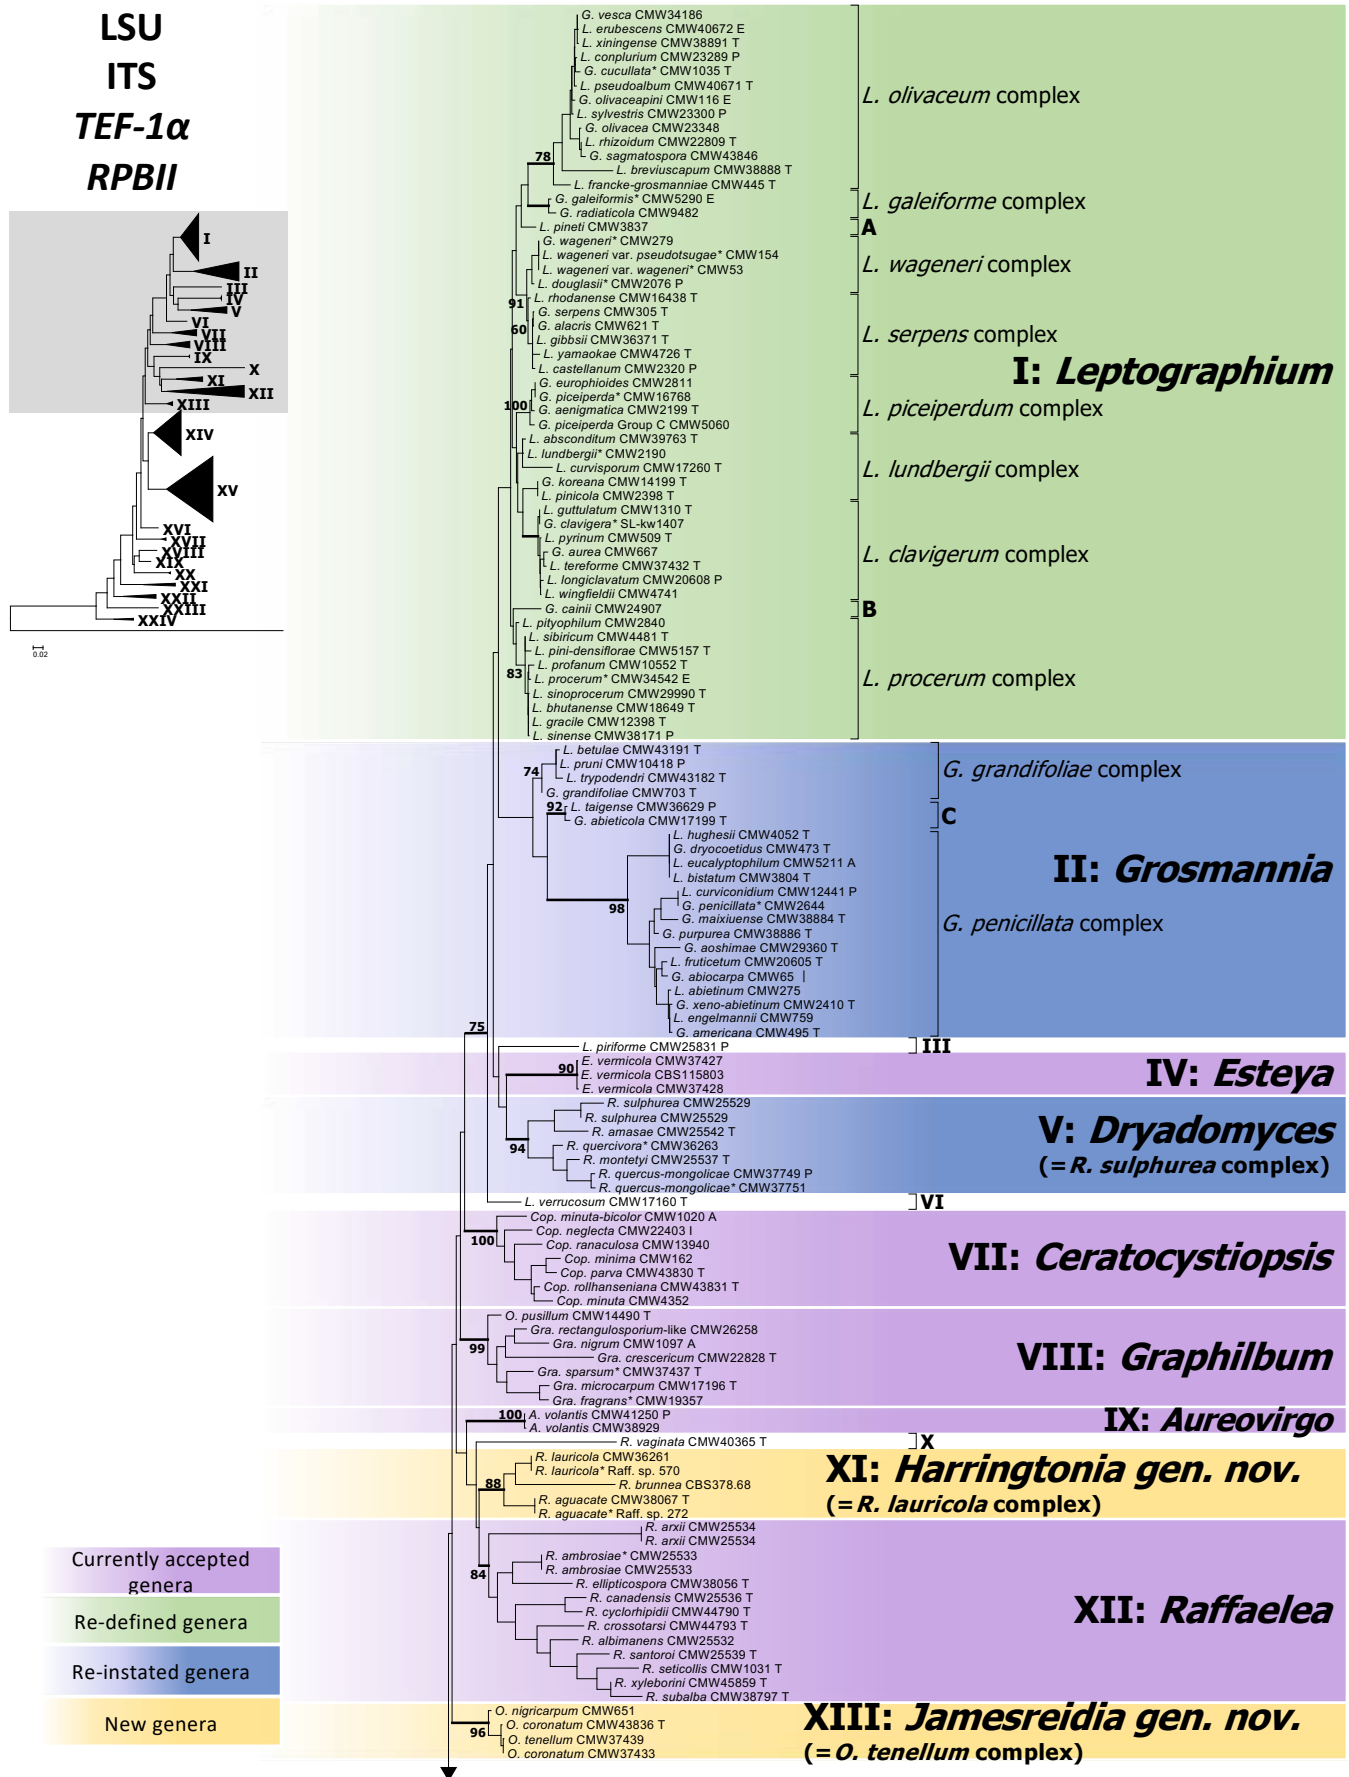 LSU
ITS
TEF-1α
RPBII
I
II
III
IV
V
VI
VII
VIII
IX
X
XI
XII
XIII
XIV
XV
XVI
XVII
XVIII
XIX
XX
XXI
XXII
XXIII
XXIV
0.02
G. vesca CMW34186
L. erubescens CMW40672 E
L. xiningense CMW38891 T
L. conplurium CMW23289 P
G. cucullata* CMW1035 T
L. pseudoalbum CMW40671 T
G. olivaceapini CMW116 E
L. sylvestris CMW23300 P
G. olivacea CMW23348
L. rhizoidum CMW22809 T
G. sagmatospora CMW43846
78
L. breviuscapum CMW38888 T
L. francke-grosmanniae CMW445 T
L. olivaceum complex
G. galeiformis* CMW5290 E
G. radiaticola CMW9482
L. galeiforme complex
L. pineti CMW3837
A
G. wageneri* CMW279
L. wageneri var. pseudotsugae* CMW154
L. wageneri var. wageneri* CMW53
L. douglasii* CMW2076 P
L. wageneri complex
91
L. rhodanense CMW16438 T
G. serpens CMW305 T
60
G. alacris CMW621 T
L. gibbsii CMW36371 T
L. yamaokae CMW4726 T
L. castellanum CMW2320 P
L. serpens complex
I: Leptographium
G. europhioides CMW2811
G. piceiperda* CMW16768
100
G. aenigmatica CMW2199 T
G. piceiperda Group C CMW5060
L. piceiperdum complex
L. absconditum CMW39763 T
L. lundbergii* CMW2190
L. curvisporum CMW17260 T
G. koreana CMW14199 T
L. pinicola CMW2398 T
L. lundbergii complex
L. guttulatum CMW1310 T
G. clavigera* SL-kw1407
L. pyrinum CMW509 T
G. aurea CMW667
L. tereforme CMW37432 T
L. longiclavatum CMW20608 P
L. wingfieldii CMW4741
L. clavigerum complex
G. cainii CMW24907
B
L. pityophilum CMW2840
L. sibiricum CMW4481 T
L. pini-densiflorae CMW5157 T
L. profanum CMW10552 T
83
L. procerum* CMW34542 E
L. sinoprocerum CMW29990 T
L. bhutanense CMW18649 T
L. gracile CMW12398 T
L. sinense CMW38171 P
L. procerum complex
L. betulae CMW43191 T
L. pruni CMW10418 P
74
L. trypodendri CMW43182 T
G. grandifoliae CMW703 T
G. grandifoliae complex
92
L. taigense CMW36629 P
G. abieticola CMW17199 T
C
L. hughesii CMW4052 T
G. dryocoetidus CMW473 T
L. eucalyptophilum CMW5211 A
L. bistatum CMW3804 T
II: Grosmannia
98
L. curviconidium CMW12441 P
G. penicillata* CMW2644
G. maixiuense CMW38884 T
G. purpurea CMW38886 T
G. aoshimae CMW29360 T
L. fruticetum CMW20605 T
G. abiocarpa CMW65 |
L. abietinum CMW275
G. xeno-abietinum CMW2410 T
L. engelmannii CMW759
G. americana CMW495 T
G. penicillata complex
75
L. piriforme CMW25831 P
III
E. vermicola CMW37427
90
E. vermicola CBS115803
E. vermicola CMW37428
IV: Esteya
R. sulphurea CMW25529
R. sulphurea CMW25529
R. amasae CMW25542 T
94
R. quercivora* CMW36263
R. montetyi CMW25537 T
R. quercus-mongolicae CMW37749 P
R. quercus-mongolicae* CMW37751
V: Dryadomyces
(=R. sulphurea complex)
L. verrucosum CMW17160 T
VI
Cop. minuta-bicolor CMW1020 A
Cop. neglecta CMW22403 I
100
Cop. ranaculosa CMW13940
Cop. minima CMW162
Cop. parva CMW43830 T
Cop. rollhanseniana CMW43831 T
Cop. minuta CMW4352
VII: Ceratocystiopsis
O. pusillum CMW14490 T
Gra. rectangulosporium-like CMW26258
99
Gra. nigrum CMW1097 A
Gra. crescericum CMW22828 T
Gra. sparsum* CMW37437 T
Gra. microcarpum CMW17196 T
Gra. fragrans* CMW19357
VIII: Graphilbum
100
A. volantis CMW41250 P
A. volantis CMW38929
IX: Aureovirgo
R. vaginata CMW40365 T
X
R. lauricola CMW36261
R. lauricola* Raff. sp. 570
88
R. brunnea CBS378.68
R. aguacate CMW38067 T
R. aguacate* Raff. sp. 272
XI: Harringtonia gen. nov.
(=R. lauricola complex)
R. arxii CMW25534
R. arxii CMW25534
R. ambrosiae* CMW25533
84
R. ambrosiae CMW25533
R. ellipticospora CMW38056 T
R. canadensis CMW25536 T
R. cyclorhipidii CMW44790 T
R. crossotarsi CMW44793 T
R. albimanens CMW25532
R. santoroi CMW25539 T
R. seticollis CMW1031 T
R. xyleborini CMW45859 T
R. subalba CMW38797 T
XII: Raffaelea
O. nigricarpum CMW651
96
O. coronatum CMW43836 T
O. tenellum CMW37439
O. coronatum CMW37433
XIII: Jamesreidia gen. nov.
(=O. tenellum complex)
Currently accepted
genera
Re-defined genera
Re-instated genera
New genera